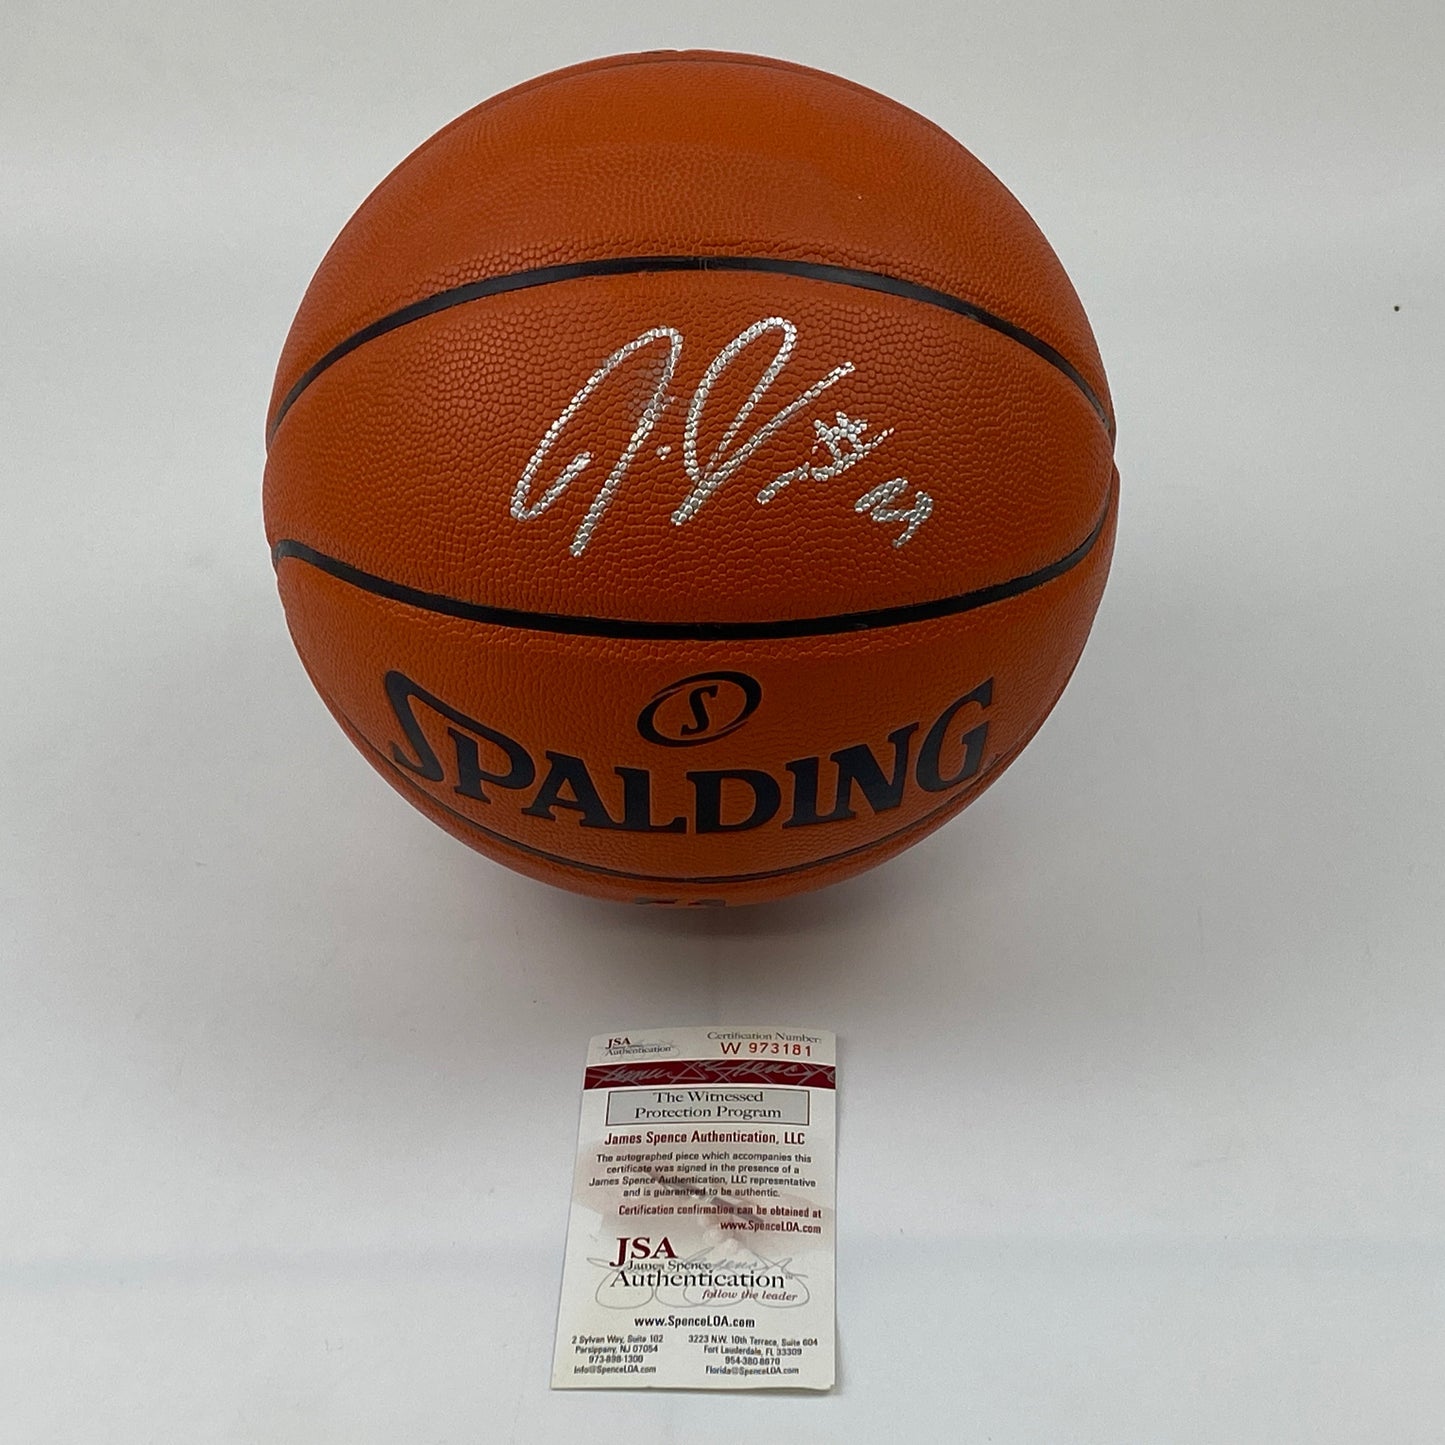 S
SPALDING
JSA
Authentication
Certification Number:
W 973181
The Witnessed
Protection Program
James Spence Authentication, LLC
The autographed piece which accompanies this
certificate was signed in the presence of a
James Spence Authentication, LLC representative
and is guaranteed to be authentic.
Certification confirmation can be obtained at
www.SpenceLOA.com
JSA
James Spence
Authentication™
follow the leader
www.SpenceLOA.com
2 Sylvan Way, Suite 102
Parsippany, NJ 07054
973-898-1300
Info@SpenceLOA.com
3223 N.W. 10th Terrace, Suite 604
Fort Lauderdale, FL 33309
954-380-8670
Florida@SpenceLOA.com